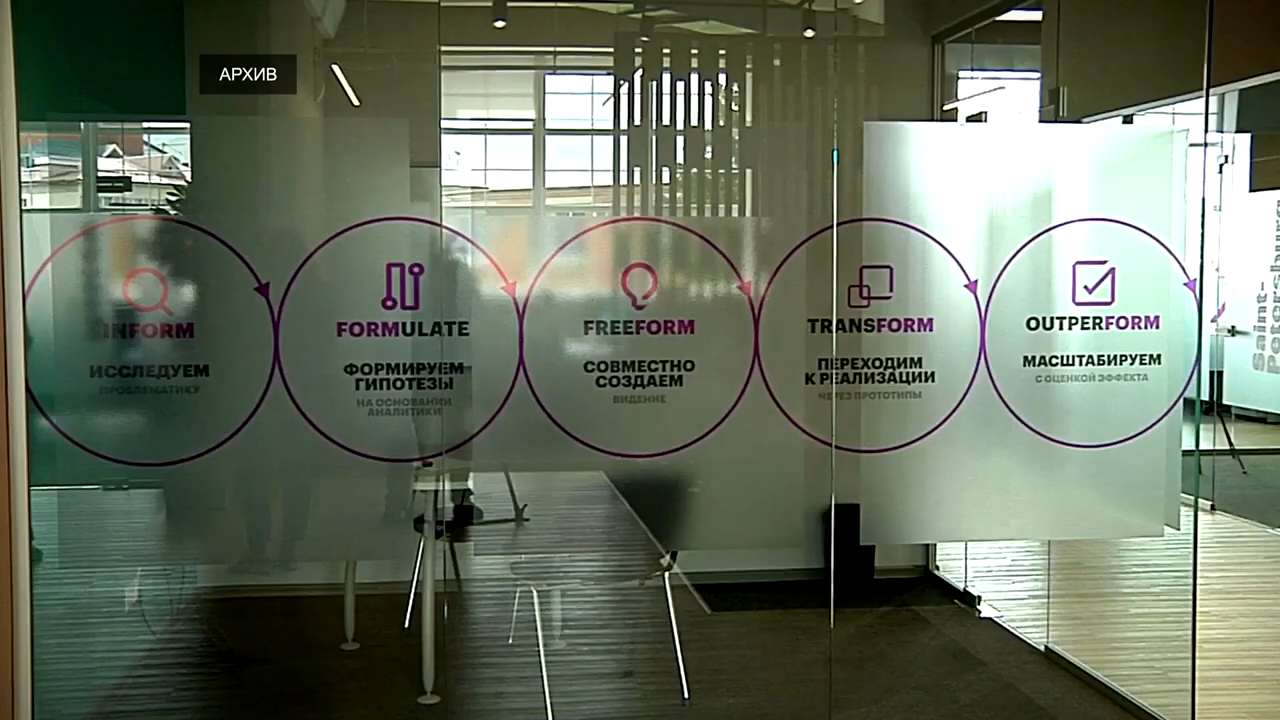 АРХИВ
INFORM
ИССЛЕДУЕМ
ПРОБЛЕМАТИКУ
FORMULATE
ФОРМИРУЕМ
ГИПОТЕЗЫ
НА ОСНОВАНИИ
АНАЛИТИКИ
FREEFORM
СОВМЕСТНО
СОЗДАЕМ
ВИДЕНИЕ
TRANSFORM
ПЕРЕХОДИМ
К РЕАЛИЗАЦИИ
ЧЕРЕЗ ПРОТОТИПЫ
OUTPERFORM
МАСШТАБИРУЕМ
С ОЦЕНКОЙ ЭФФЕКТА
Saint-
Petersburg